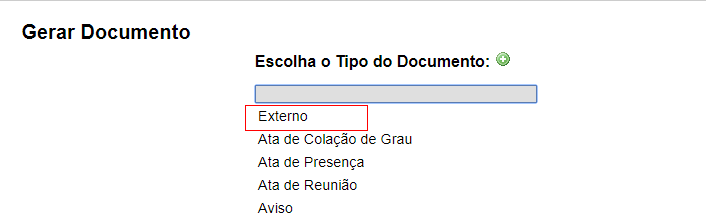 Gerar Documento
Escolha o Tipo do Documento:
Externo
Ata de Colação de Grau
Ata de Presença
Ata de Reunião
Aviso